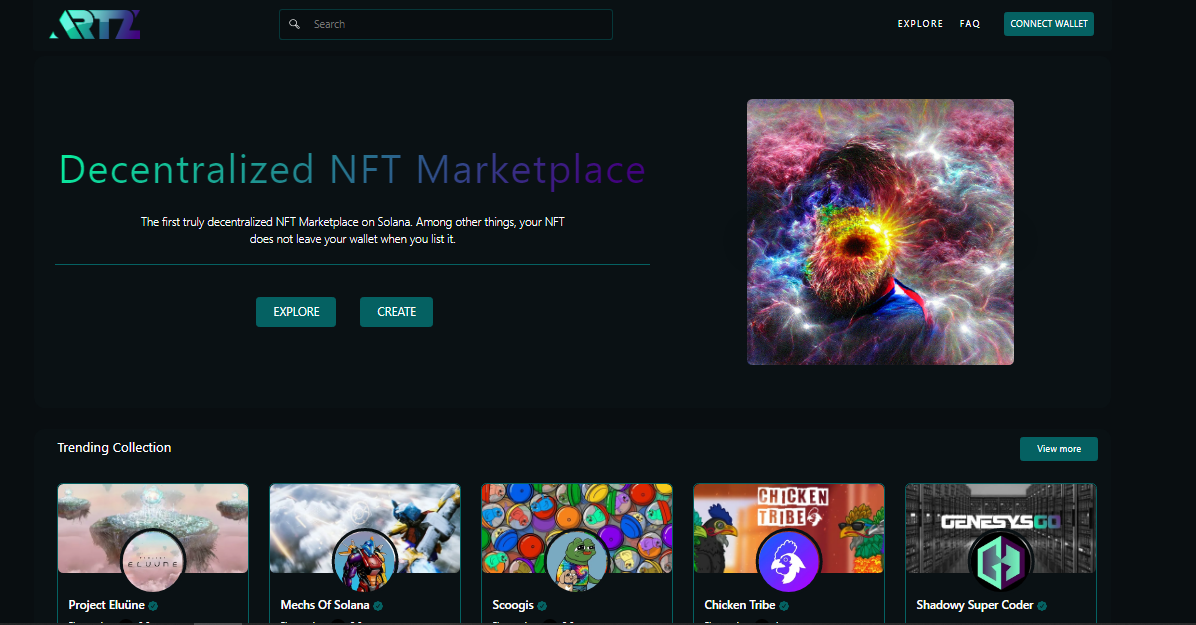 ARTZ
Search
EXPLORE
FAQ
CONNECT WALLET
Decentralized NFT Marketplace
The first truly decentralized NFT Marketplace on Solana. Among other things, your NFT
does not leave your wallet when you list it.
EXPLORE
CREATE
Trending Collection
View more
PROJECT
ELUÜNE
CHICKEN
TRIBE
GENESYSGO
Project Eluüne
Mechs Of Solana
Scoogis
Chicken Tribe
Shadowy Super Coder